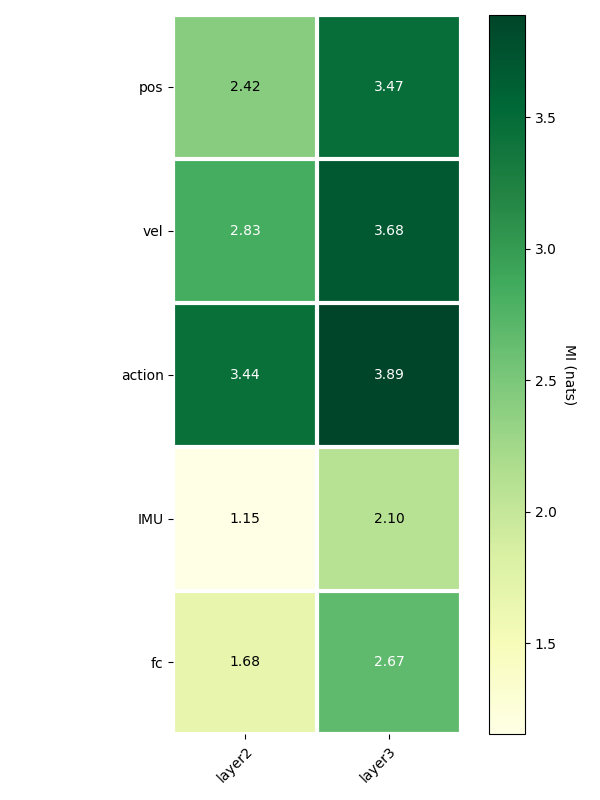 pos 2.42 3.47
vel 2.83 3.68
action 3.44 3.89
IMU 1.15 2.10
fc 1.68 2.67
layer2 layer3
3.5
3.0
2.5
2.0
1.5
MI (nats)